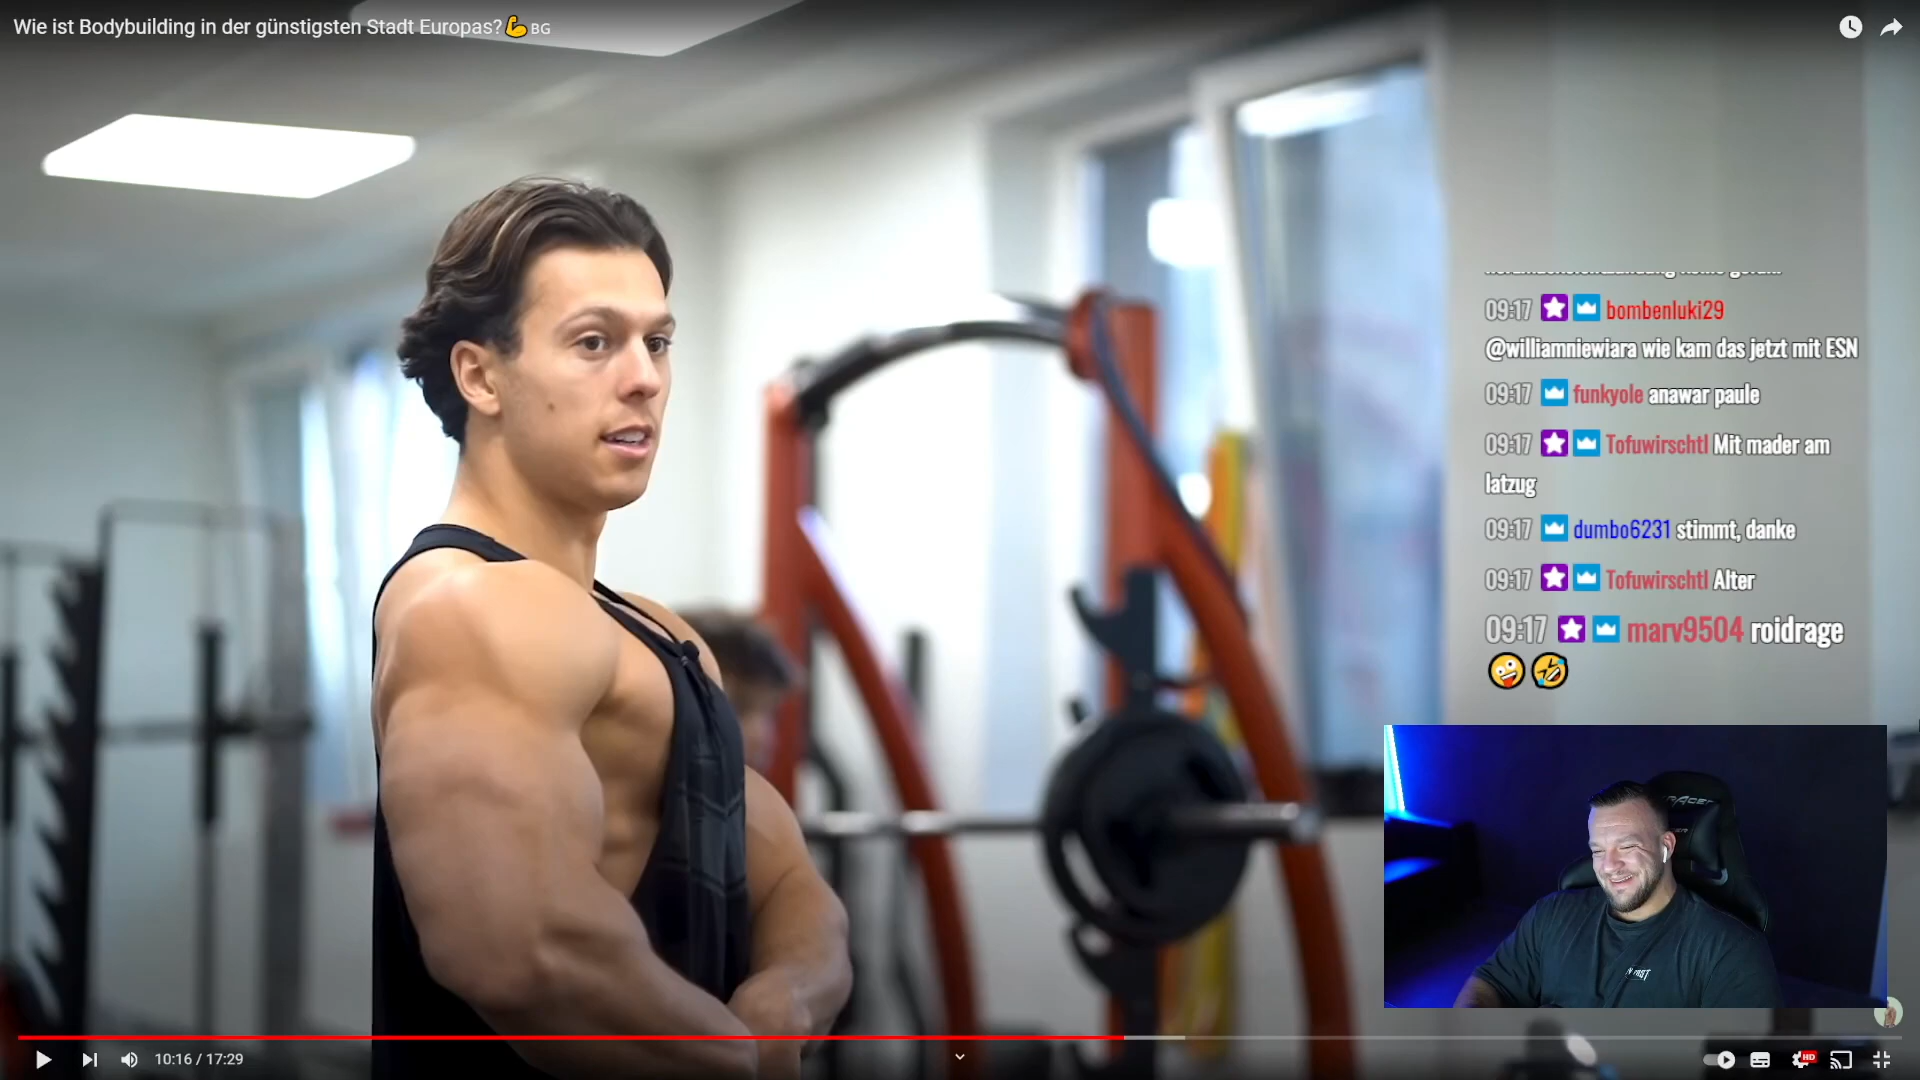 Wie ist Bodybuilding in der günstigsten Stadt Europas?💪🇧🇬
09:17 bombenluki29
@williamniewiara wie kam das jetzt mit ESN
09:17 funkyole anawar paule
09:17 Tofuwirschtl Mit mader am
latzug
09:17 dumbo6231 stimmt, danke
09:17 Tofuwirschtl Alter
09:17 marv9504 roidrage
🤪🤣
10:16 / 17:29
HD